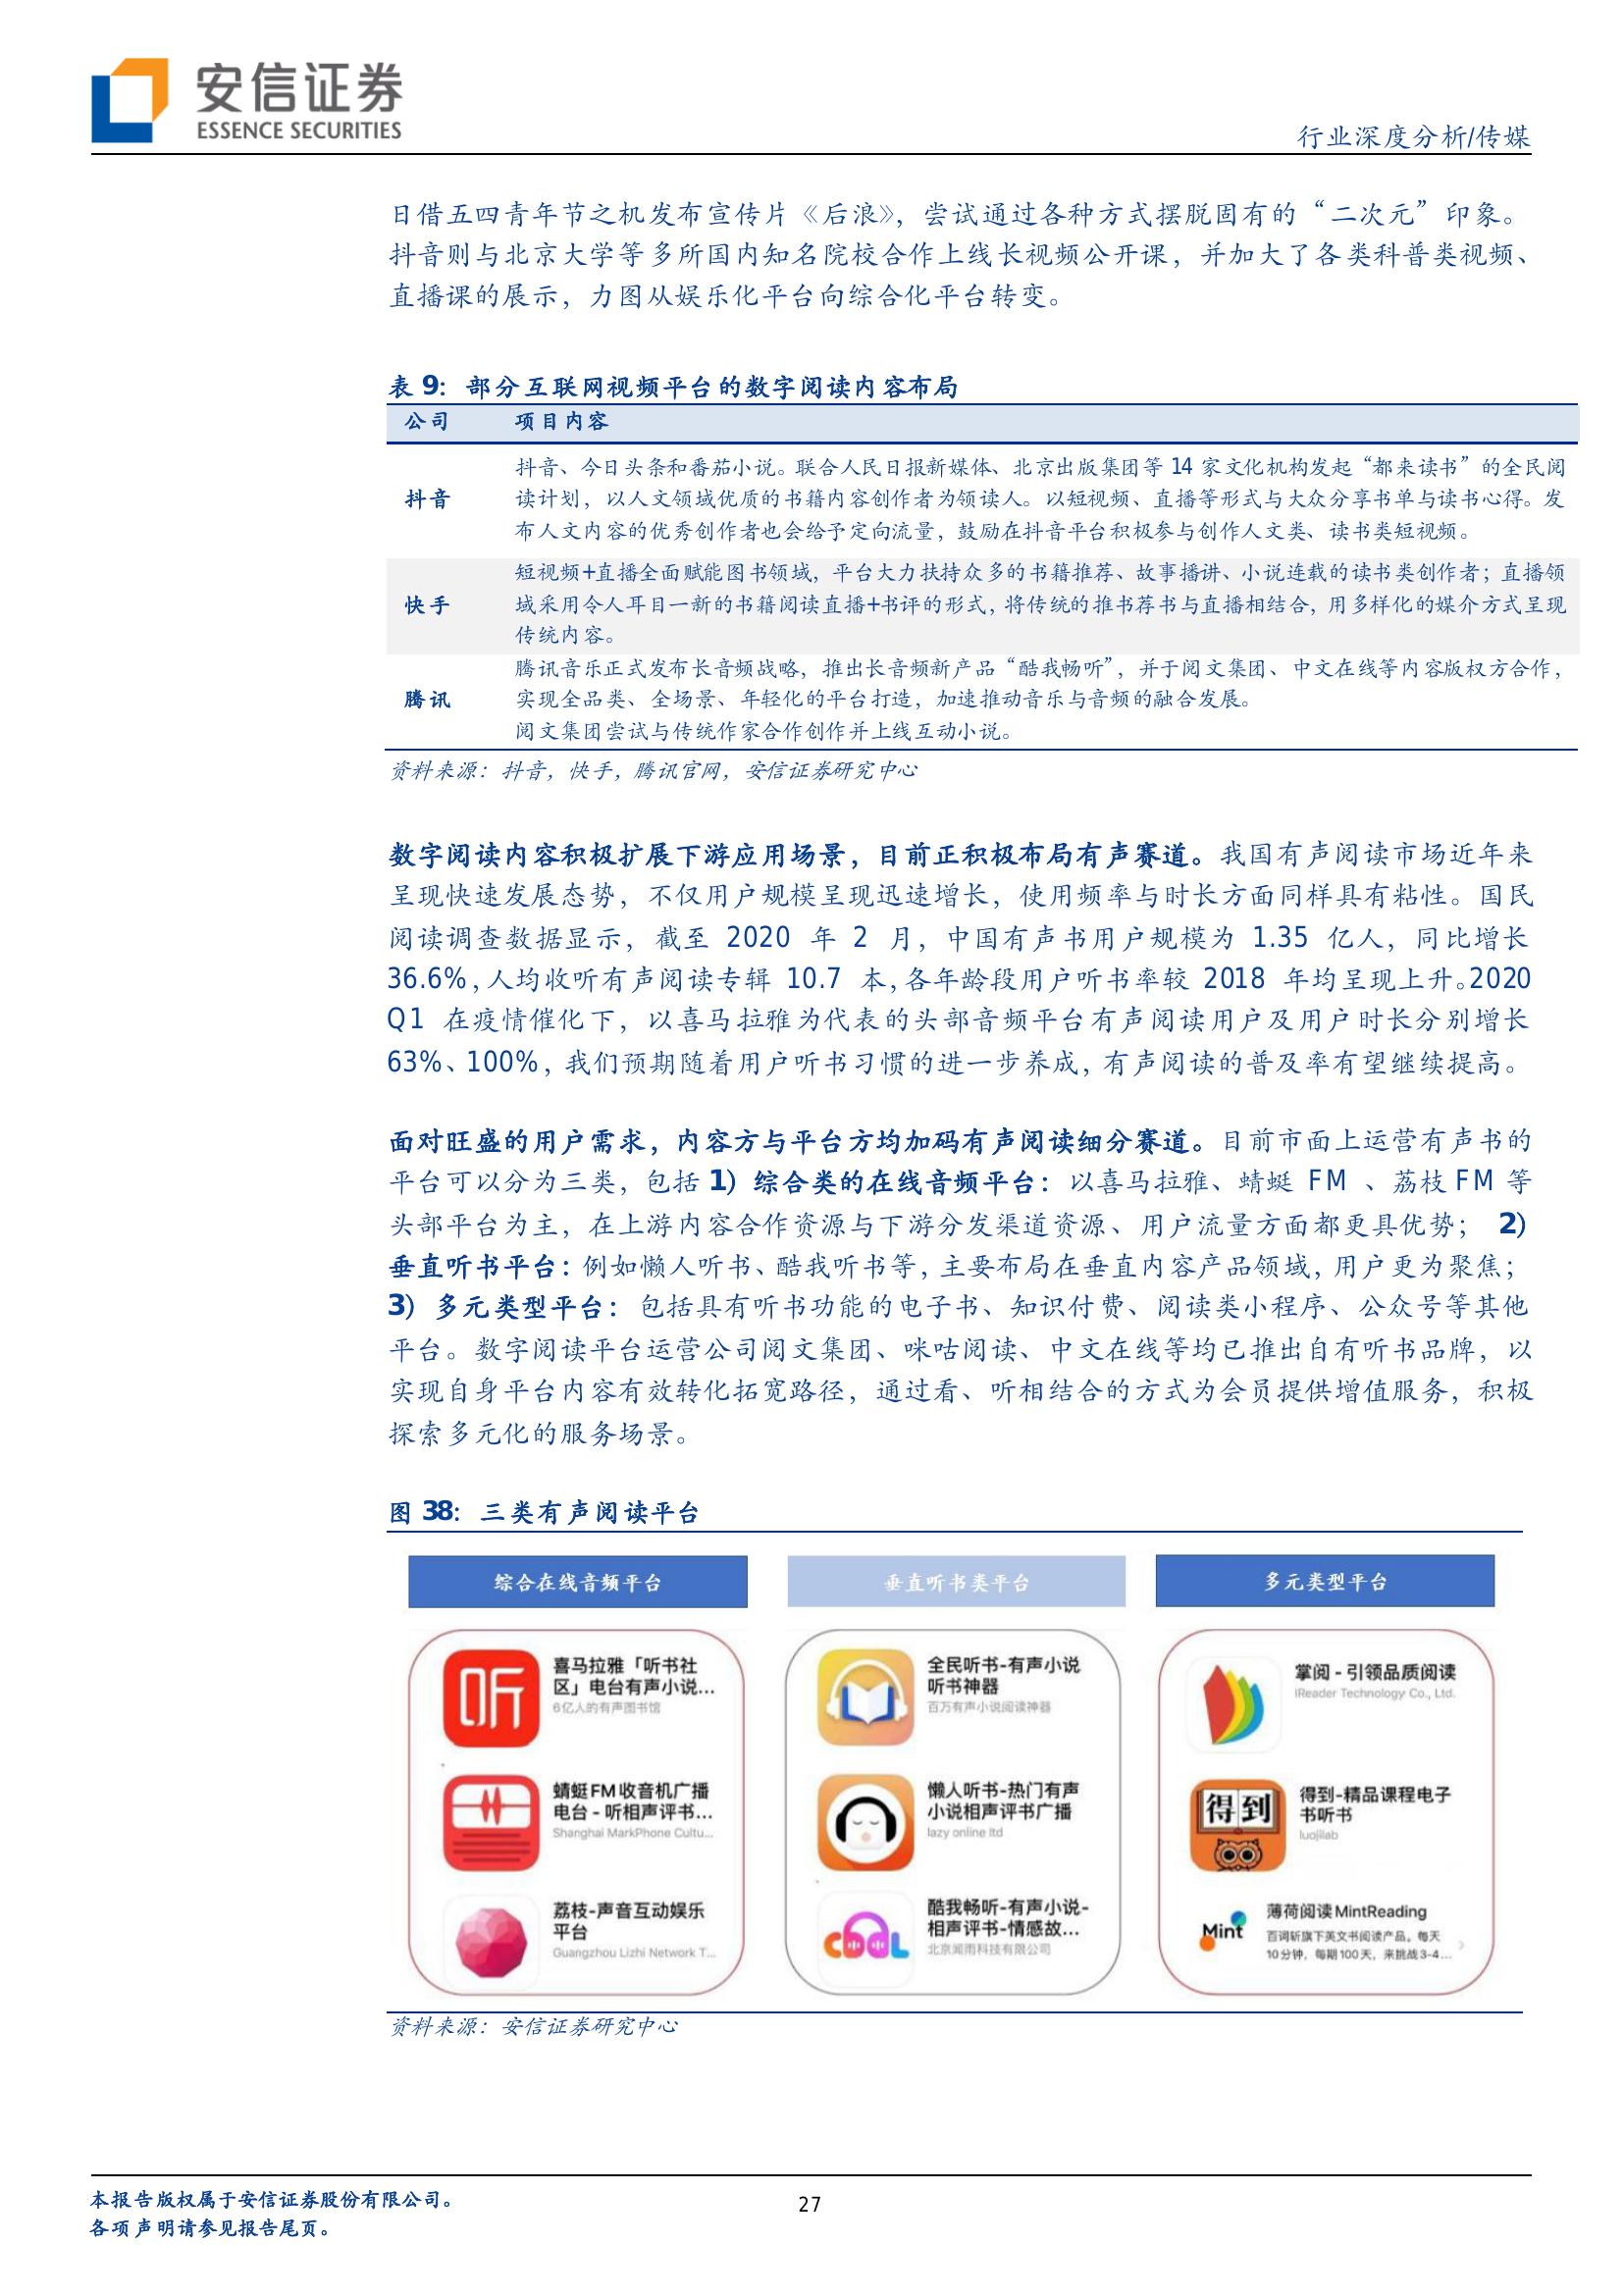 安信证券
ESSENCE SECURITIES
行业深度分析/传媒
日借五四青年节之机发布宣传片《后浪》，尝试通过各种方式摆脱固有的“二次元”印象。
抖音则与北京大学等多所国内知名院校合作上线长视频公开课，并加大了各类科普类视频、
直播课的展示，力图从娱乐化平台向综合化平台转变。
表 9：部分互联网视频平台的数字阅读内容布局
公司 项目内容
抖音
抖音、今日头条和番茄小说。联合人民日报新媒体、北京出版集团等 14 家文化机构发起“都来读书”的全民阅
读计划，以人文领域优质的书籍内容创作者为领读人。以短视频、直播等形式与大众分享书单与读书心得。发
布人文内容的优秀创作者也会给予定向流量，鼓励在抖音平台积极参与创作人文类、读书类短视频。
快手
短视频+直播全面赋能图书领域，平台大力扶持众多的书籍推荐、故事播讲、小说连载的读书类创作者；直播领
域采用令人耳目一新的书籍阅读直播+书评的形式，将传统的推书荐书与直播相结合，用多样化的媒介方式呈现
传统内容。
腾讯
腾讯音乐正式发布长音频战略，推出长音频新产品“酷我畅听”，并于阅文集团、中文在线等内容版权方合作，
实现全品类、全场景、年轻化的平台打造，加速推动音乐与音频的融合发展。
阅文集团尝试与传统作家合作创作并上线互动小说。
资料来源：抖音，快手，腾讯官网，安信证券研究中心
数字阅读内容积极扩展下游应用场景，目前正积极布局有声赛道。我国有声阅读市场近年来
呈现快速发展态势，不仅用户规模呈现迅速增长，使用频率与时长方面同样具有粘性。国民
阅读调查数据显示，截至 2020 年 2 月，中国有声书用户规模为 1.35 亿人，同比增长
36.6%，人均收听有声阅读专辑 10.7 本，各年龄段用户听书率较 2018 年均呈现上升。2020
Q1 在疫情催化下，以喜马拉雅为代表的头部音频平台有声阅读用户及用户时长分别增长
63%、100%，我们预期随着用户听书习惯的进一步养成，有声阅读的普及率有望继续提高。
面对旺盛的用户需求，内容方与平台方均加码有声阅读细分赛道。目前市面上运营有声书的
平台可以分为三类，包括 1）综合类的在线音频平台：以喜马拉雅、蜻蜓 FM 、荔枝 FM 等
头部平台为主，在上游内容合作资源与下游分发渠道资源、用户流量方面都更具优势； 2）
垂直听书平台：例如懒人听书、酷我听书等，主要布局在垂直内容产品领域，用户更为聚焦；
3）多元类型平台：包括具有听书功能的电子书、知识付费、阅读类小程序、公众号等其他
平台。数字阅读平台运营公司阅文集团、咪咕阅读、中文在线等均已推出自有听书品牌，以
实现自身平台内容有效转化拓宽路径，通过看、听相结合的方式为会员提供增值服务，积极
探索多元化的服务场景。
图 38：三类有声阅读平台
综合在线音频平台
听
喜马拉雅「听书社
区」电台有声小说...
6亿人的有声图书馆
蜻蜓FM收音机广播
电台 - 听相声评书...
Shanghai MarkPhone Cultu...
荔枝-声音互动娱乐
平台
Guangzhou Lizhi Network T...
垂直听书类平台
全民听书-有声小说
听书神器
百万有声小说阅读神器
懒人听书-热门有声
小说相声评书广播
lazy online ltd
酷我畅听-有声小说-
相声评书-情感故...
北京闻雨科技有限公司
多元类型平台
掌阅 - 引领品质阅读
iReader Technology Co., Ltd.
得到
得到-精品课程电子
书听书
luojilab
Mint
薄荷阅读MintReading
百词斩旗下英文书阅读产品。每天
10分钟，每期100天，来挑战3-4...
资料来源：安信证券研究中心
本报告版权属于安信证券股份有限公司。
各项声明请参见报告尾页。
27